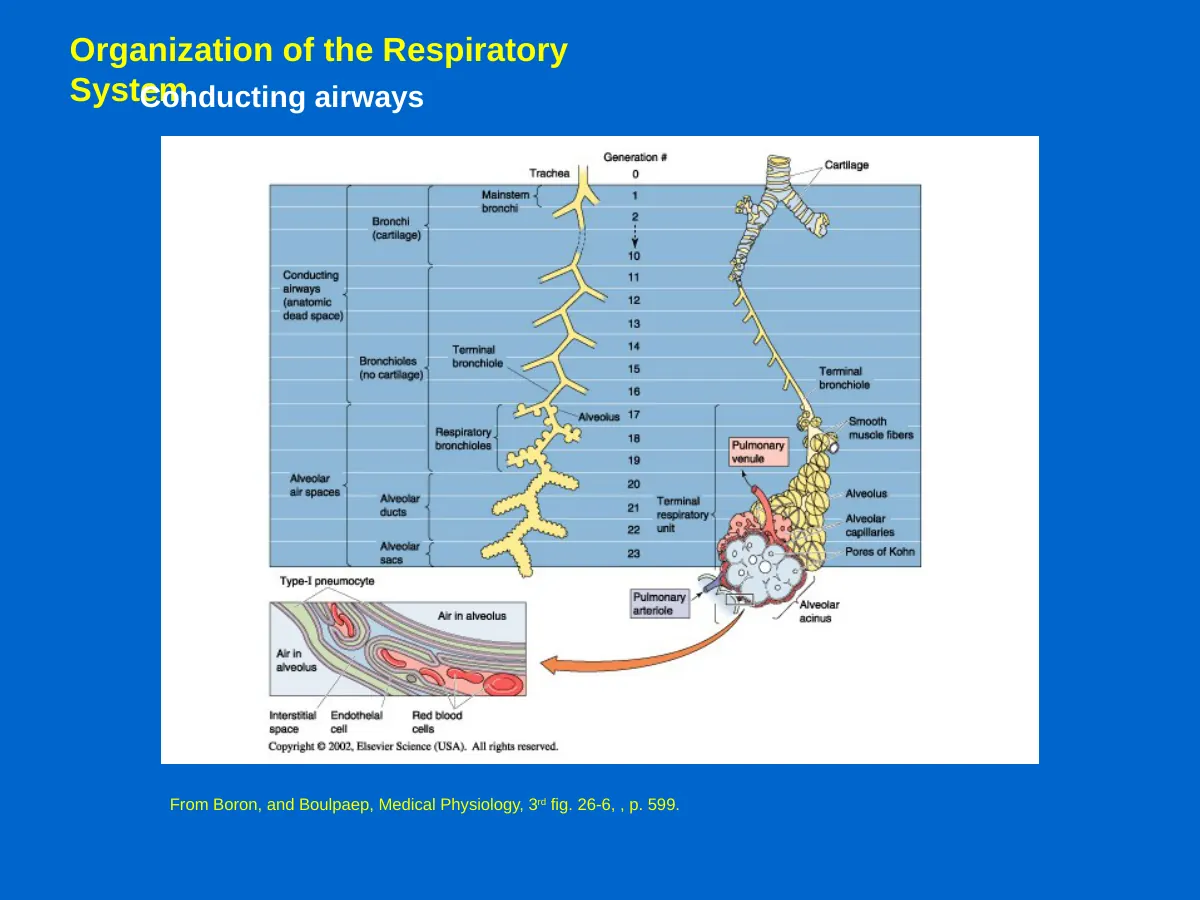 Organization of the Respiratory
System
Conducting airways
Generation #
Trachea
0
Cartilage
Mainstem
bronchi
1
Bronchi
(cartilage)
2
10
Conducting
airways
(anatomic
dead space)
11
12
13
Bronchioles
(no cartilage)
Terminal
bronchiole
14
15
Terminal
bronchiole
16
Alveolus
17
Smooth
muscle fibers
Respiratory
bronchioles
18
Pulmonary
venule
19
Alveolar
air spaces
20
Alveolar
ducts
21
Terminal
respiratory
unit
Alveolus
22
Alveolar
capillaries
Alveolar
sacs
23
Pores of Kohn
Type-I pneumocyte
Pulmonary
arteriole
Alveolar
acinus
Air in alveolus
Air in
alveolus
Interstitial
space
Endothelal
cell
Red blood
cells
Copyright © 2002, Elsevier Science (USA). All rights reserved.
From Boron, and Boulpaep, Medical Physiology, 3rd fig. 26-6, , p. 599.